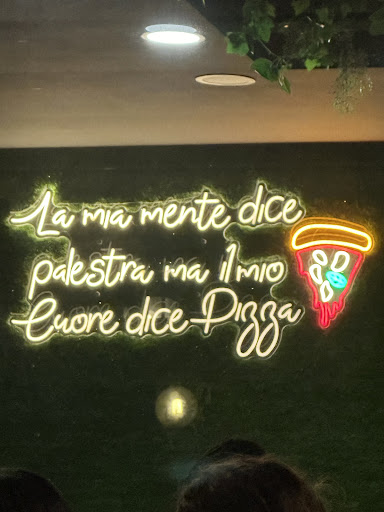 La mia mente dice
palestra ma il mio
Cuore dice Pizza